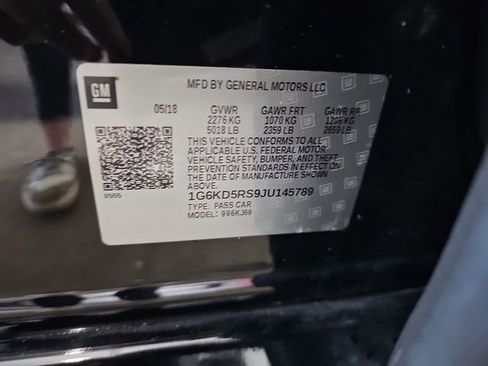 GM
MFD BY GENERAL MOTORS LLC
05/18 GVWR GAWR FRT GAWR RR
2276 KG 1070 KG 1206 KG
5018 LB 2359 LB 2659 LB
THIS VEHICLE CONFORMS TO ALL
APPLICABLE U.S. FEDERAL MOTOR
VEHICLE SAFETY, BUMPER, AND THEFT
PREVENTION STANDARDS IN EFFECT ON
THE DATE OF MANUFACTURE SHOWN
ABOVE.
1G6KD5RS9JU145789
TYPE: PASS CAR
MODEL: 996KJ69